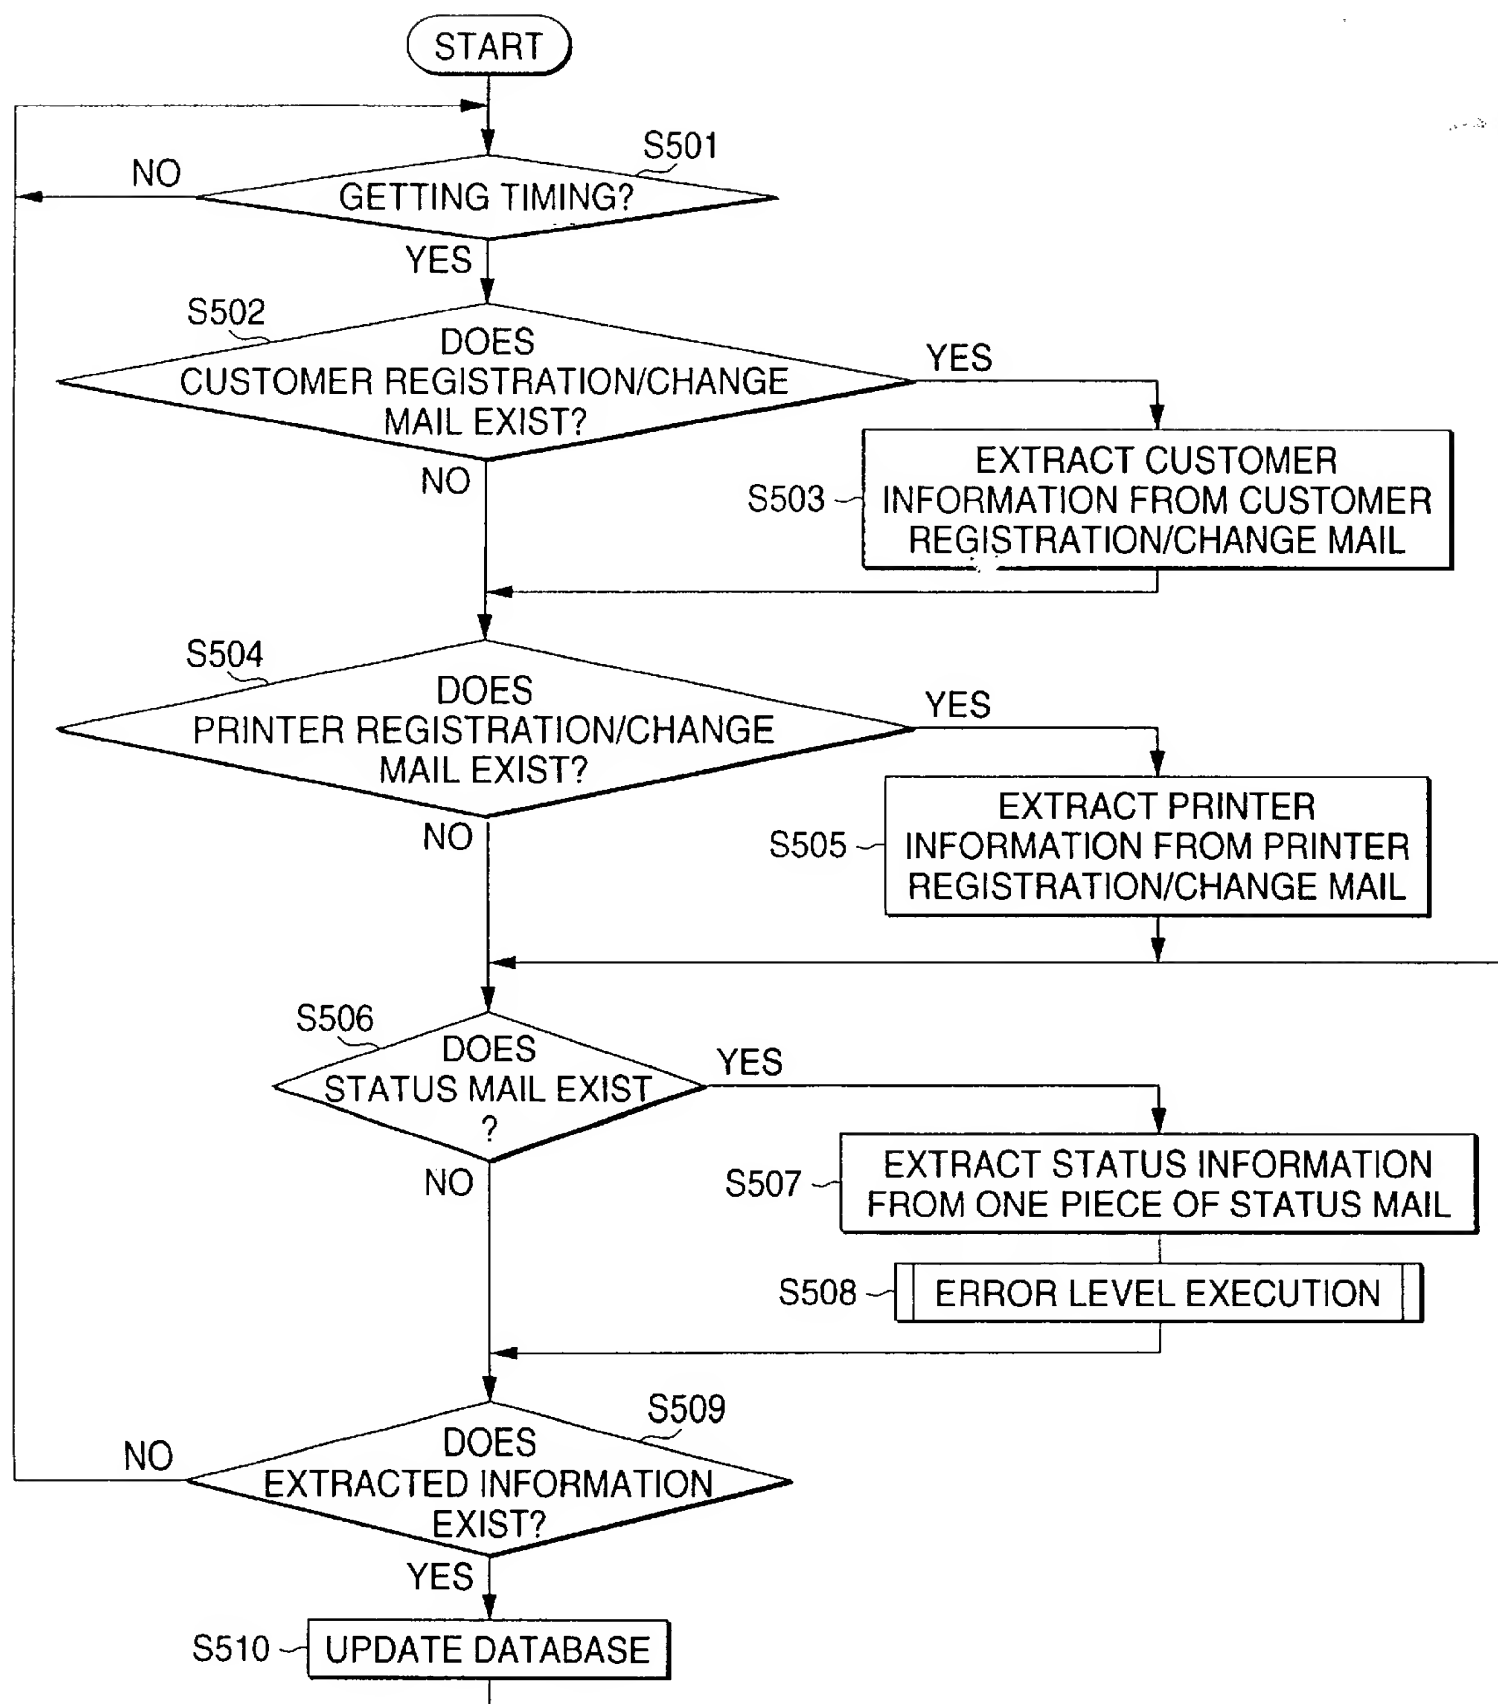 START
S501
NO
GETTING TIMING?
YES
S502
DOES
CUSTOMER REGISTRATION/CHANGE
MAIL EXIST?
YES
NO
S503
EXTRACT CUSTOMER
INFORMATION FROM CUSTOMER
REGISTRATION/CHANGE MAIL
S504
DOES
PRINTER REGISTRATION/CHANGE
MAIL EXIST?
YES
NO
S505
EXTRACT PRINTER
INFORMATION FROM PRINTER
REGISTRATION/CHANGE MAIL
S506
DOES
STATUS MAIL EXIST
?
YES
NO
S507
EXTRACT STATUS INFORMATION
FROM ONE PIECE OF STATUS MAIL
S508
ERROR LEVEL EXECUTION
S509
NO
DOES
EXTRACTED INFORMATION
EXIST?
YES
S510
UPDATE DATABASE